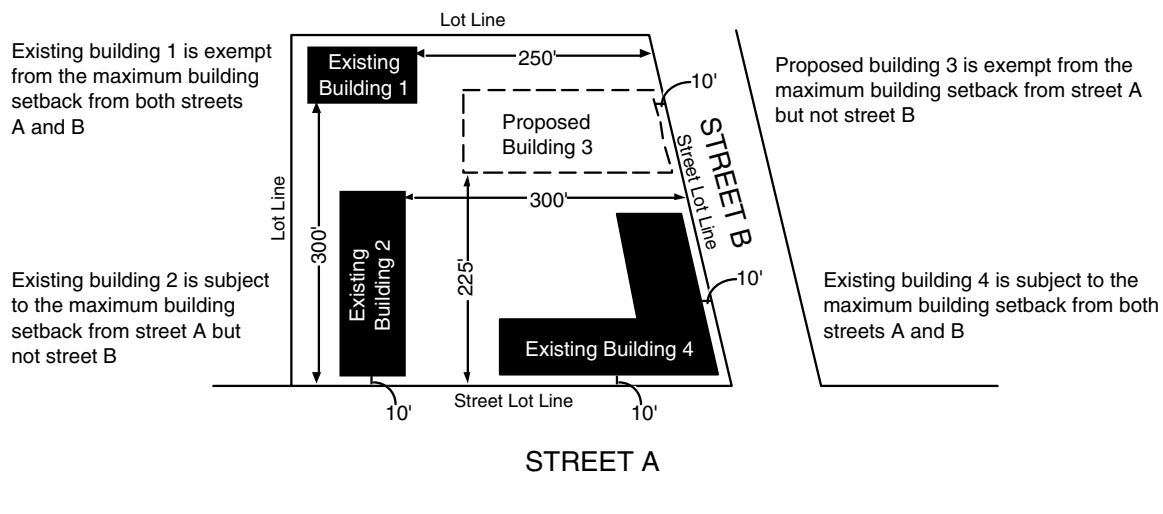 Lot Line
Existing building 1 is exempt
from the maximum building
setback from both streets
A and B
Existing
Building 1
250'
10'
Proposed building 3 is exempt from the
maximum building setback from street A
but not street B
Proposed
Building 3
STREET B
Street Lot Line
Lot Line
300'
300'
225'
Existing
Building 2
Existing building 2 is subject
to the maximum building
setback from street A but
not street B
10'
Existing building 4 is subject to the
maximum building setback from both
streets A and B
Existing Building 4
10'
Street Lot Line
10'
STREET A